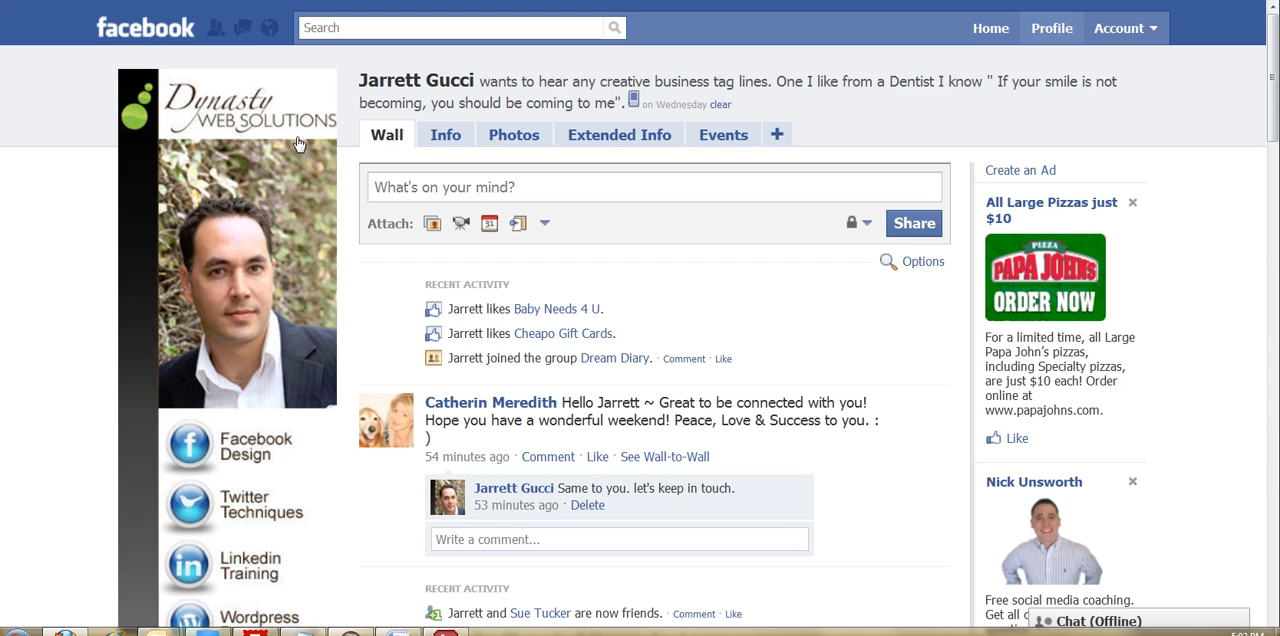 facebook
Search
Home Profile Account
Dynasty
WEB SOLUTIONS
Facebook
Design
Twitter
Techniques
Linkedin
Training
Wordpress
Jarrett Gucci wants to hear any creative business tag lines. One I like from a Dentist I know " If your smile is not
becoming, you should be coming to me". on Wednesday clear
Wall Info Photos Extended Info Events +
What's on your mind?
Attach: 31 Share
Options
RECENT ACTIVITY
Jarrett likes Baby Needs 4 U.
Jarrett likes Cheapo Gift Cards.
Jarrett joined the group Dream Diary. · Comment · Like
Catherin Meredith Hello Jarrett ~ Great to be connected with you!
Hope you have a wonderful weekend! Peace, Love & Success to you. :
)
54 minutes ago · Comment · Like · See Wall-to-Wall
Jarrett Gucci Same to you. let's keep in touch.
53 minutes ago · Delete
Write a comment...
RECENT ACTIVITY
Jarrett and Sue Tucker are now friends. · Comment · Like
Create an Ad
All Large Pizzas just
$10
PIZZA
PAPA JOHN'S
ORDER NOW
For a limited time, all Large
Papa John's pizzas,
including Specialty pizzas,
are just $10 each! Order
online at
www.papajohns.com.
Like
Nick Unsworth
Free social media coaching.
Get all
Chat (Offline)